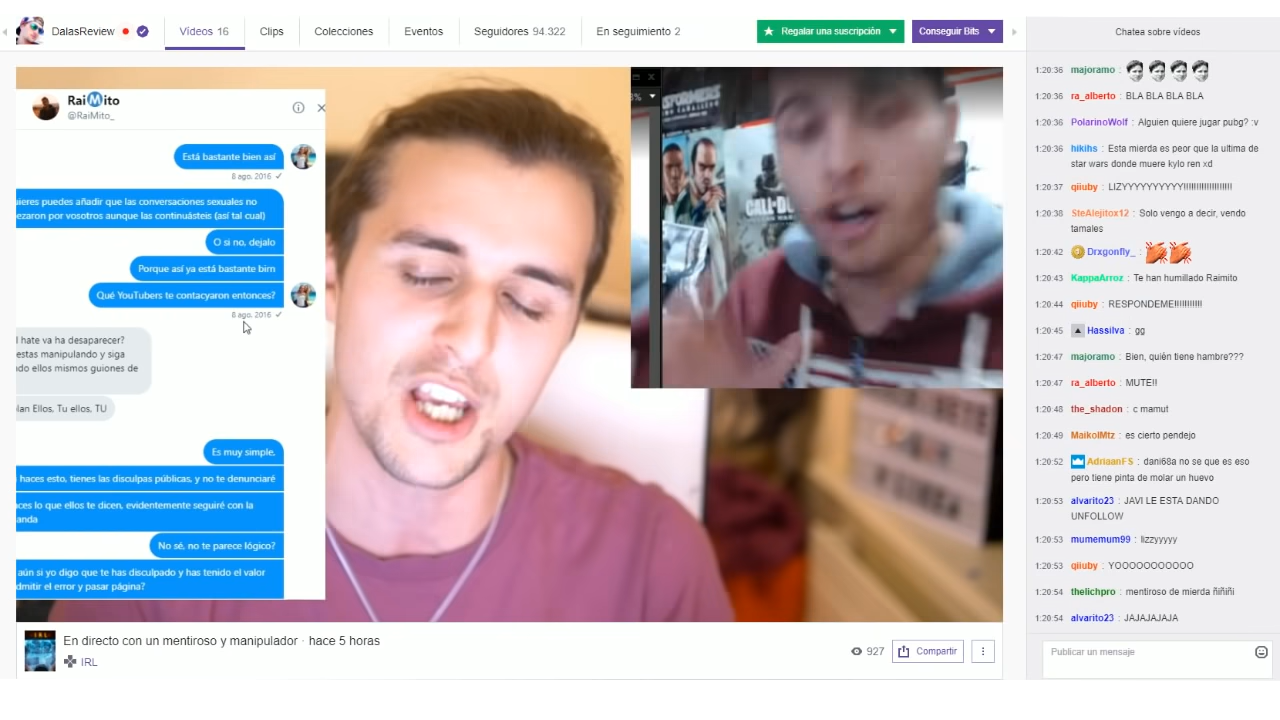 DalasReview
Vídeos 16
Clips
Colecciones
Eventos
Seguidores 94.322
En seguimiento 2
Regalar una suscripción
Conseguir Bits
RaiMito
@RaiMito_
Está bastante bien así
8 ago. 2016
uieres puedes añadir que las conversaciones sexuales no
ezaron por vosotros aunque las continuásteis (así tal cual)
O si no, dejalo
Porque así ya está bastante birn
Qué YouTubers te contacyaron entonces?
8 ago. 2016
l hate va ha desaparecer?
estas manipulando y siga
do ellos mismos guiones de
lan Ellos, Tu ellos, TU
Es muy simple,
haces esto, tienes las disculpas públicas, y no te denunciaré
ces lo que ellos te dicen, evidentemente seguiré con la
anda
No sé, no te parece lógico?
aún si yo digo que te has disculpado y has tenido el valor
dmitir el error y pasar página?
SFORMERS
CALL
IRL
En directo con un mentiroso y manipulador · hace 5 horas
IRL
927
Compartir
Chatea sobre vídeos
1:20:36 majoramo :
1:20:36 ra_alberto : BLA BLA BLA BLA
1:20:36 PolarinoWolf : Alguien quiere jugar pubg? :v
1:20:36 hikihs : Esta mierda es peor que la ultima de
star wars donde muere kylo ren xd
1:20:37 qiiuby : LIZYYYYYYYYYY!!!!!!!!!!!!!!!!!!!
1:20:38 SteAlejitox12 : Solo vengo a decir, vendo
tamales
1:20:42 Drxgonfly_ :
1:20:43 KappaArroz : Te han humillado Raimito
1:20:44 qiiuby : RESPONDEME!!!!!!!!!!!
1:20:45 Hassilva : gg
1:20:47 majoramo : Bien, quién tiene hambre???
1:20:47 ra_alberto : MUTE!!
1:20:48 the_shadon : c mamut
1:20:49 MaikolMtz : es cierto pendejo
1:20:52 AdriaanFS : dani68a no se que es eso
pero tiene pinta de molar un huevo
1:20:53 alvarito23 : JAVI LE ESTA DANDO
UNFOLLOW
1:20:53 mumemum99 : lizzyyyyy
1:20:53 qiiuby : YOOOOOOOOOOO
1:20:54 thelichpro : mentiroso de mierda ñiñiñi
1:20:54 alvarito23 : JAJAJAJAJA
Publicar un mensaje